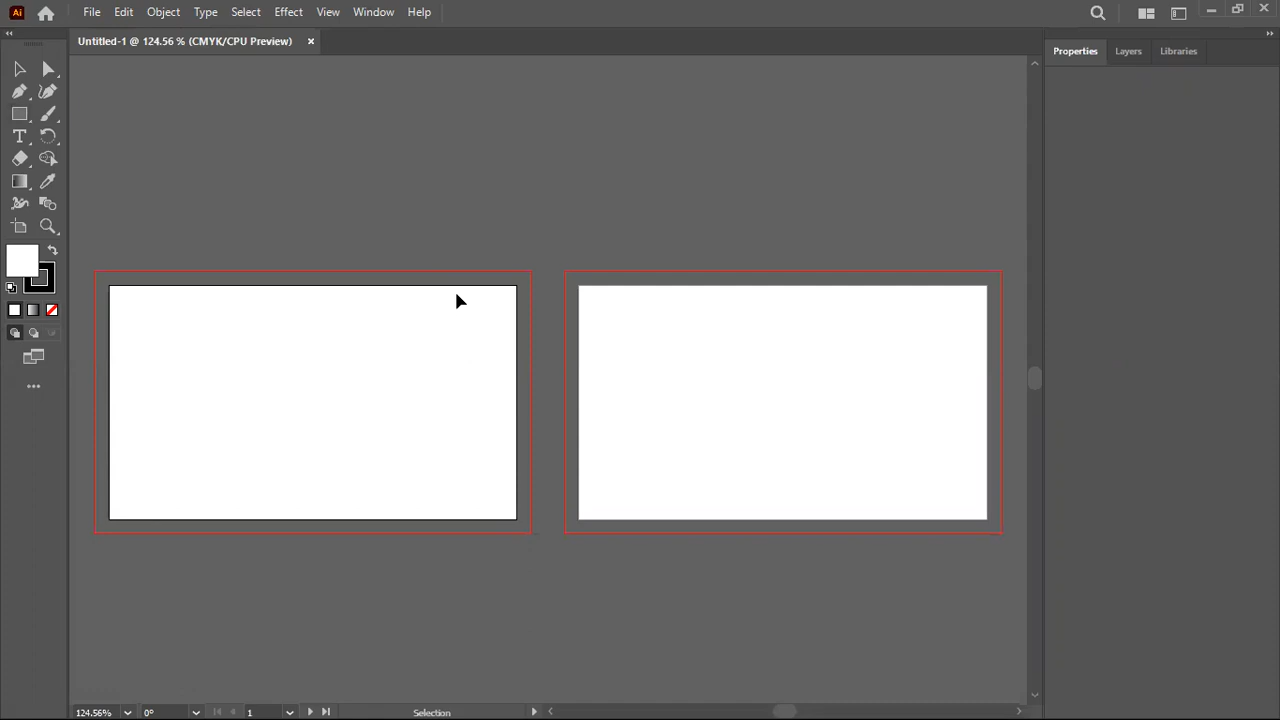 Ai File Edit Object Type Select Effect View Window Help
Untitled-1 @ 124.56 % (CMYK/CPU Preview) ×
Properties Layers Libraries
T
124.56% 0° 1 Selection